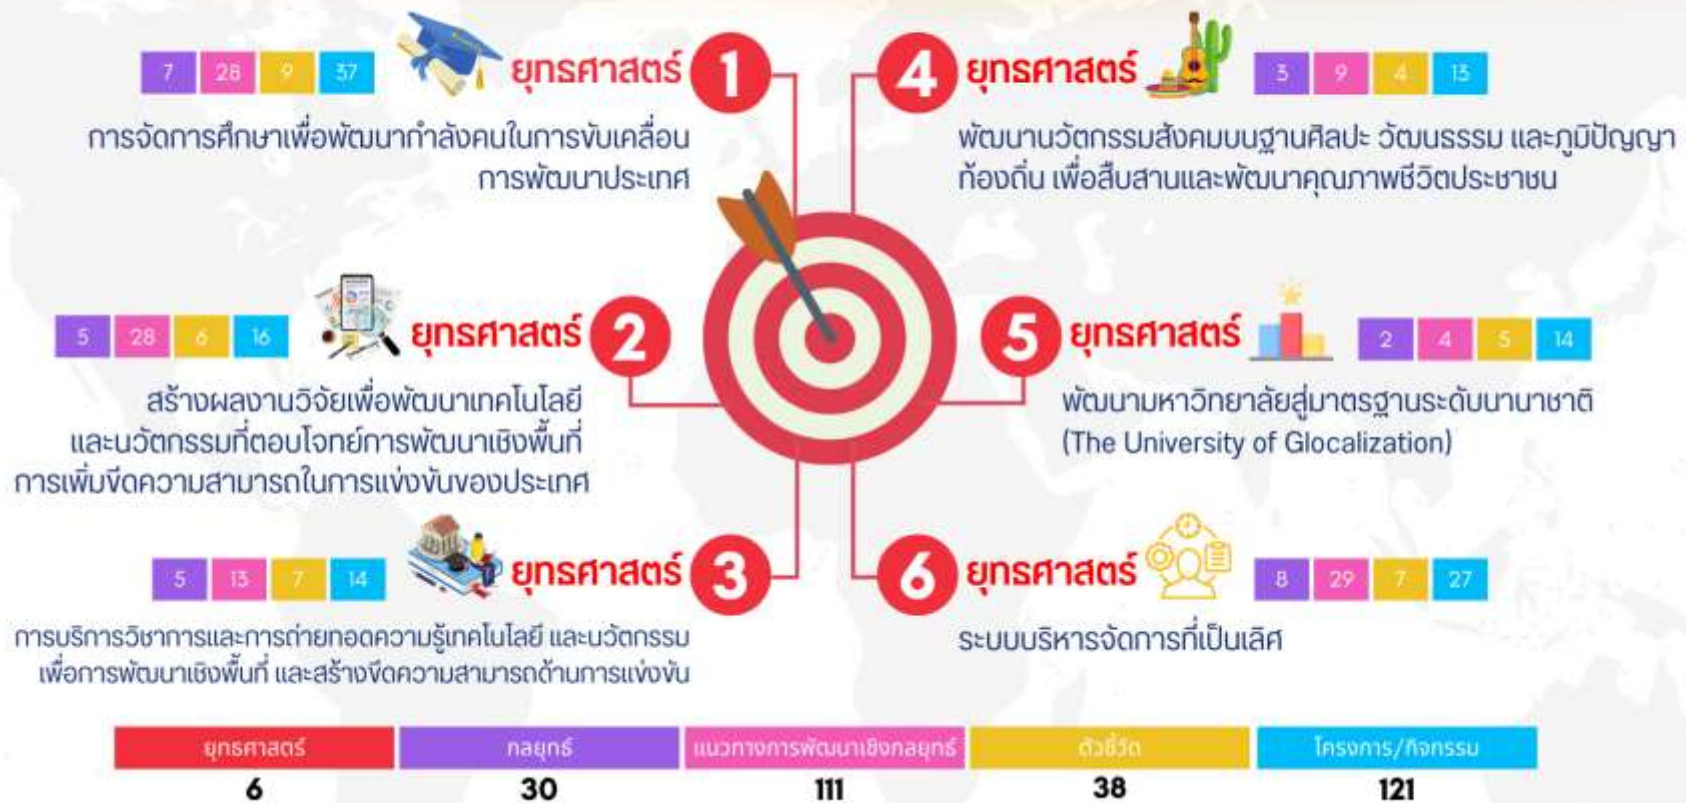 7 28 9 37 ยุทธศาสตร์ 1
การจัดการศึกษาเพื่อพัฒนากำลังคนในการขับเคลื่อน
การพัฒนาประเทศ
5 28 6 16 ยุทธศาสตร์ 2
สร้างผลงานวิจัยเพื่อพัฒนาเทคโนโลยี
และนวัตกรรมที่ตอบโจทย์การพัฒนาเชิงพื้นที่
การเพิ่มขีดความสามารถในการแข่งขันของประเทศ
5 13 7 14 ยุทธศาสตร์ 3
การบริการวิชาการและการถ่ายทอดความรู้เทคโนโลยี และนวัตกรรม
เพื่อการพัฒนาเชิงพื้นที่ และสร้างขีดความสามารถด้านการแข่งขัน
4 ยุทธศาสตร์ 3 9 4 13
พัฒนานวัตกรรมสังคมบนฐานศิลปะ วัฒนธรรม และภูมิปัญญา
ท้องถิ่น เพื่อสืบสานและพัฒนาคุณภาพชีวิตประชาชน
5 ยุทธศาสตร์ 2 4 5 14
พัฒนามหาวิทยาลัยสู่มาตรฐานระดับนานาชาติ
(The University of Glocalization)
6 ยุทธศาสตร์ 8 29 7 27
ระบบบริหารจัดการที่เป็นเลิศ
ยุทธศาสตร์ กลยุทธ์ แนวทางการพัฒนาเชิงกลยุทธ์ ตัวชี้วัด โครงการ/กิจกรรม
6 30 111 38 121